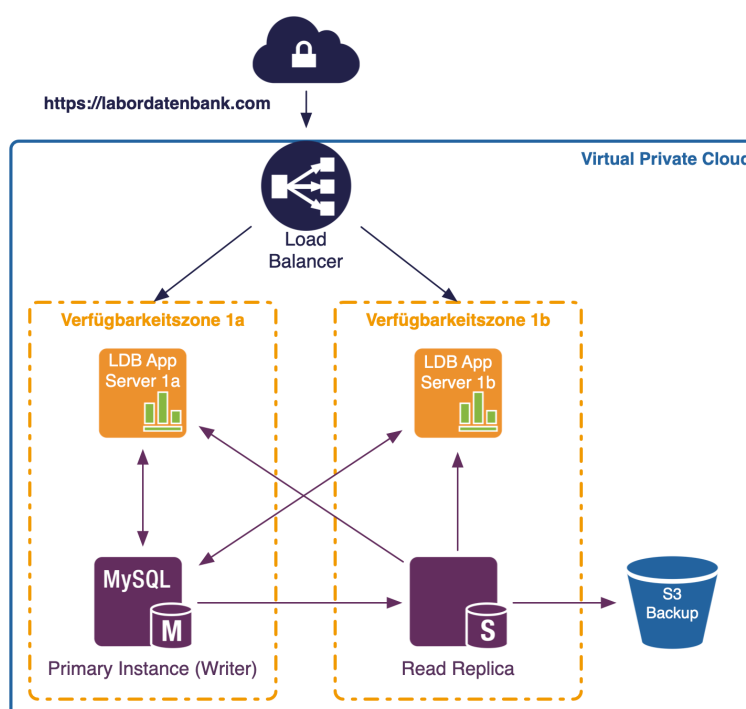 https://labordatenbank.com
Virtual Private Cloud
Load
Balancer
Verfügbarkeitszone 1a
Verfügbarkeitszone 1b
LDB App
Server 1a
LDB App
Server 1b
MySQL
M
S
S3
Backup
Primary Instance (Writer)
Read Replica